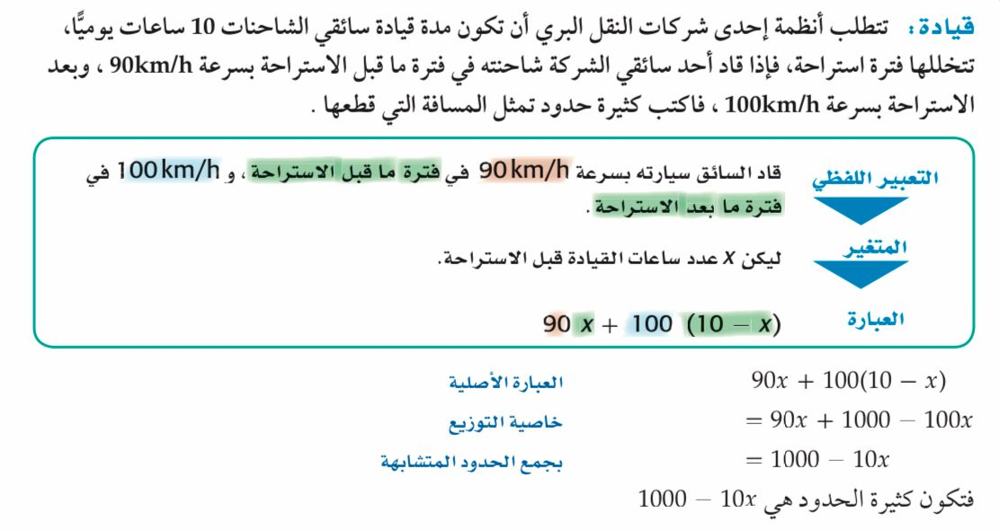 قيادة : تتطلب أنظمة إحدى شركات النقل البري أن تكون مدة قيادة سائقي الشاحنات 10 ساعات يوميًّا،
تتخللها فترة استراحة، فإذا قاد أحد سائقي الشركة شاحنته في فترة ما قبل الاستراحة بسرعة 90km/h ، وبعد
الاستراحة بسرعة 100km/h ، فاكتب كثيرة حدود تمثل المسافة التي قطعها .
التعبير اللفظي
قاد السائق سيارته بسرعة 90 km/h في فترة ما قبل الاستراحة ، و 100 km/h في
فترة ما بعد الاستراحة .
المتغير
ليكن x عدد ساعات القيادة قبل الاستراحة.
العبارة
90 x + 100 (10 − x)
90x + 100(10 − x) العبارة الأصلية
= 90x + 1000 − 100x خاصية التوزيع
= 1000 − 10x بجمع الحدود المتشابهة
فتكون كثيرة الحدود هي 1000 − 10x